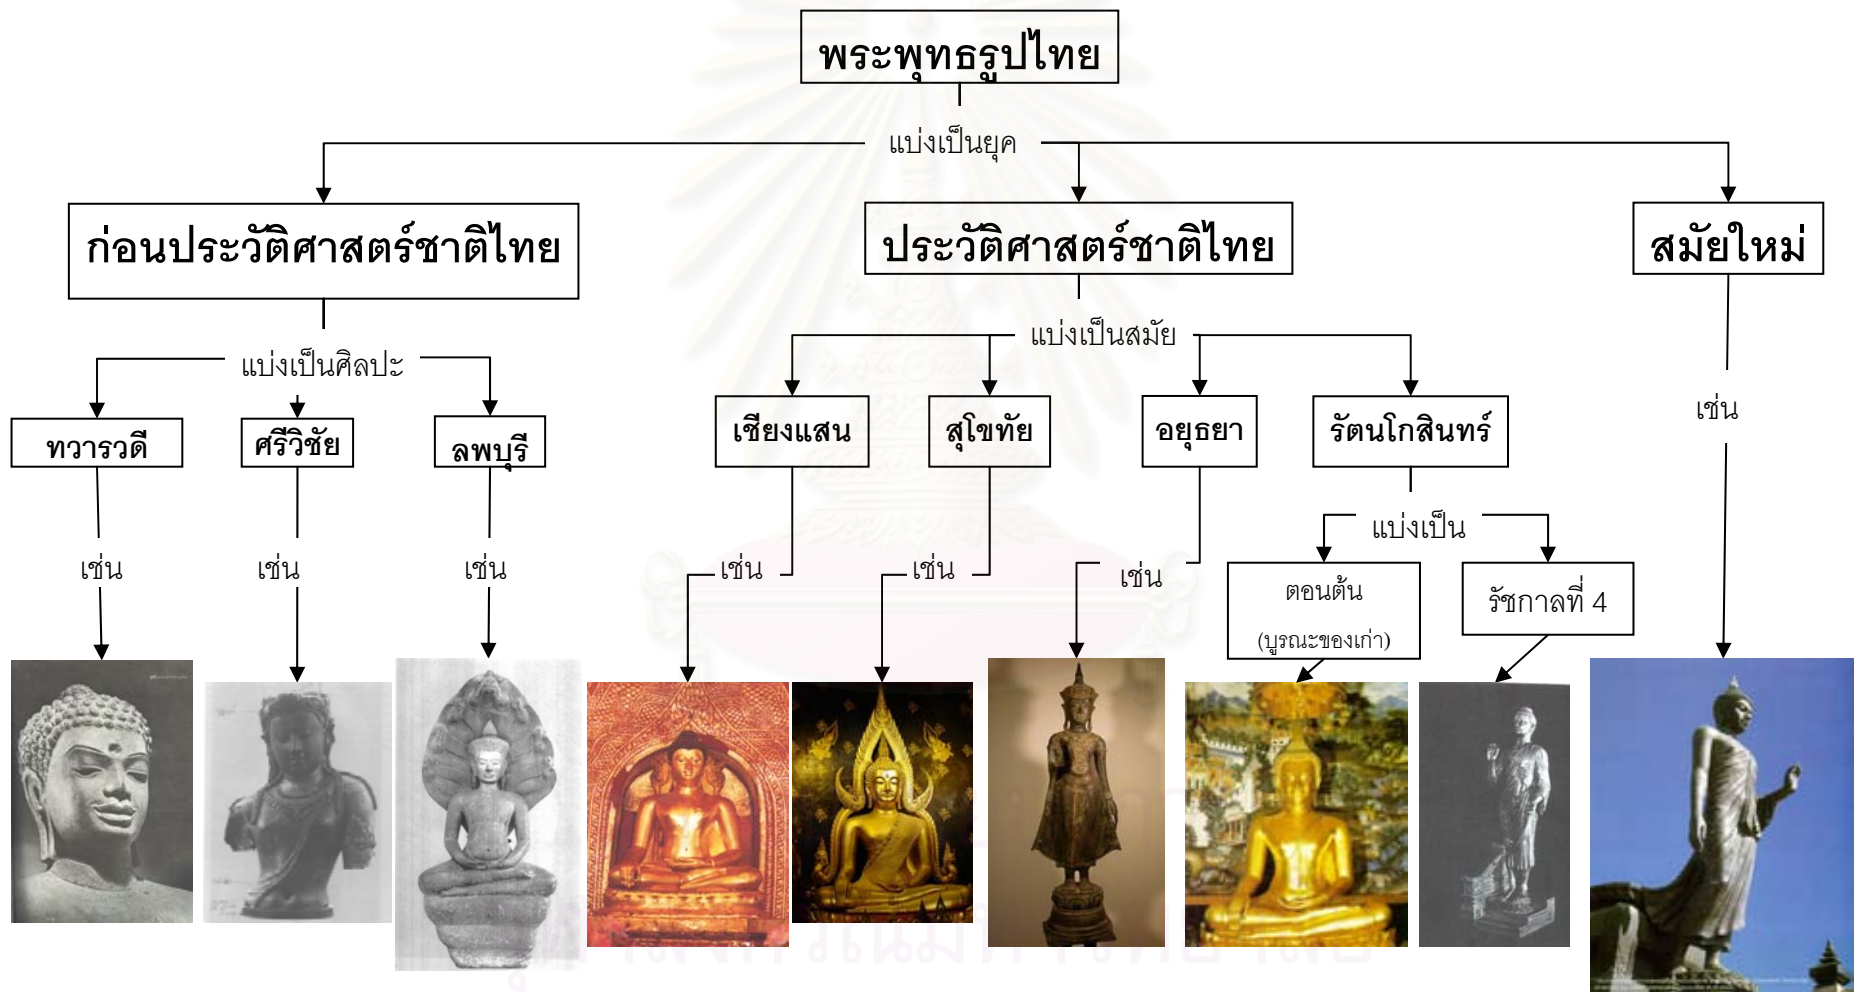 พระพุทธรูปไทย
แบ่งเป็นยุค
ก่อนประวัติศาสตร์ชาติไทย
ประวัติศาสตร์ชาติไทย
สมัยใหม่
แบ่งเป็นศิลปะ
แบ่งเป็นสมัย
ทวารวดี
ศรีวิชัย
ลพบุรี
เชียงแสน
สุโขทัย
อยุธยา
รัตนโกสินทร์
เช่น
แบ่งเป็น
เช่น
เช่น
เช่น
เช่น
เช่น
เช่น
ตอนต้น
(บูรณะของเก่า)
รัชกาลที่ 4